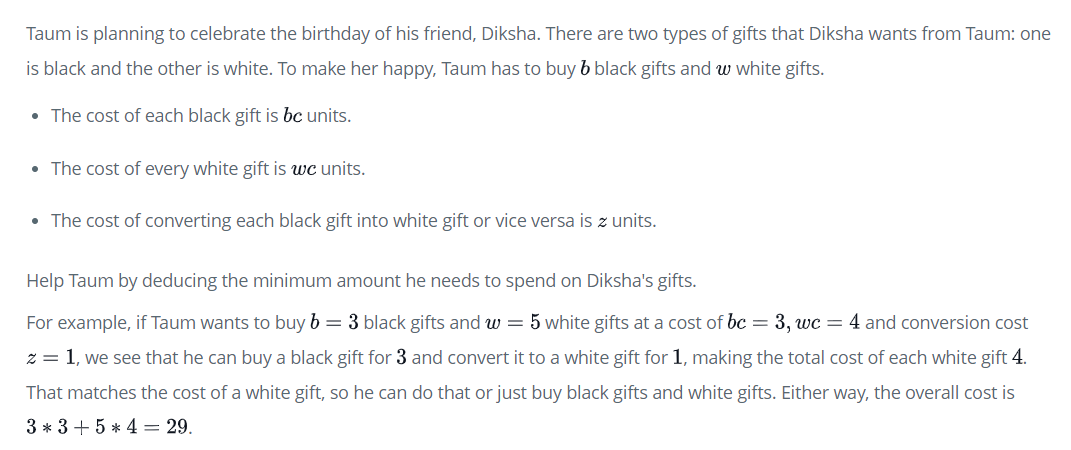 Taum is planning to celebrate the birthday of his friend, Diksha. There are two types of gifts that Diksha wants from Taum: one
is black and the other is white. To make her happy, Taum has to buy b black gifts and w white gifts.
• The cost of each black gift is bc units.
• The cost of every white gift is wc units.
• The cost of converting each black gift into white gift or vice versa is z units.
Help Taum by deducing the minimum amount he needs to spend on Diksha's gifts.
For example, if Taum wants to buy b = 3 black gifts and w = 5 white gifts at a cost of bc = 3, wc = 4 and conversion cost
z = 1, we see that he can buy a black gift for 3 and convert it to a white gift for 1, making the total cost of each white gift 4.
That matches the cost of a white gift, so he can do that or just buy black gifts and white gifts. Either way, the overall cost is
3 ∗ 3 + 5 ∗ 4 = 29.